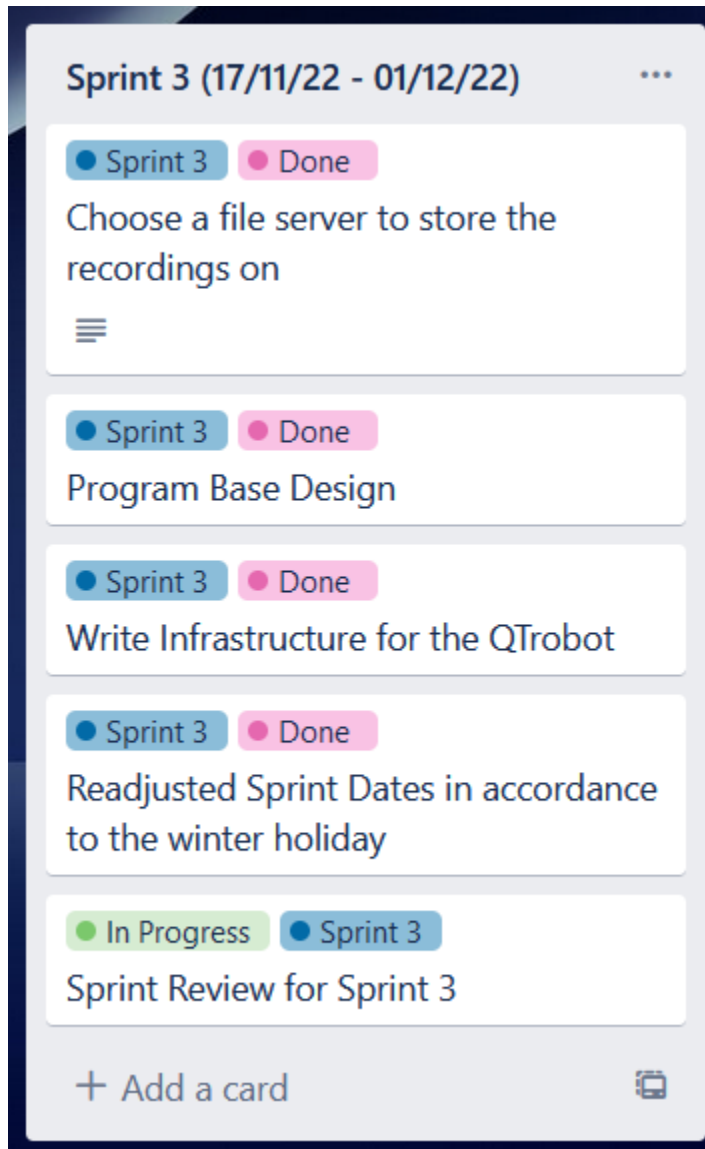 Sprint 3 (17/11/22 - 01/12/22)
Sprint 3 Done
Choose a file server to store the
recordings on
Sprint 3 Done
Program Base Design
Sprint 3 Done
Write Infrastructure for the QTrobot
Sprint 3 Done
Readjusted Sprint Dates in accordance
to the winter holiday
In Progress Sprint 3
Sprint Review for Sprint 3
+ Add a card